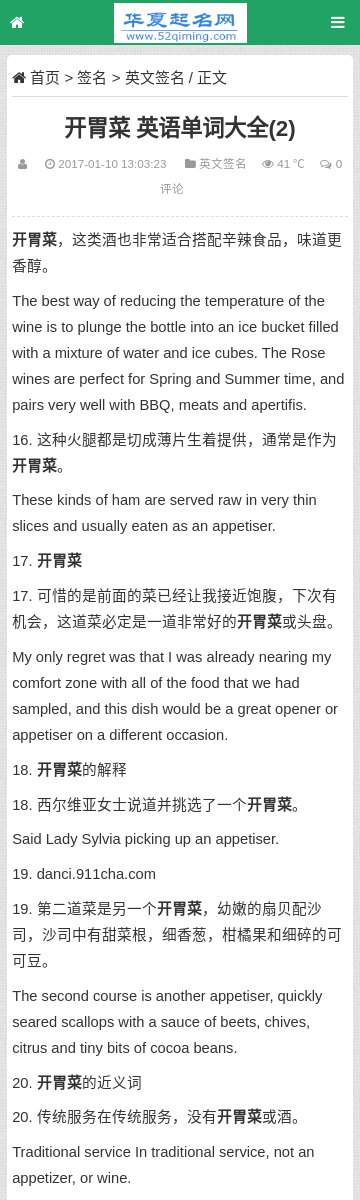 华夏起名网
www.52qiming.com
首页 > 签名 > 英文签名 / 正文
开胃菜 英语单词大全(2)
2017-01-10 13:03:23 英文签名 41 ℃ 0
评论
开胃菜，这类酒也非常适合搭配辛辣食品，味道更
香醇。
The best way of reducing the temperature of the
wine is to plunge the bottle into an ice bucket filled
with a mixture of water and ice cubes. The Rose
wines are perfect for Spring and Summer time, and
pairs very well with BBQ, meats and apertifis.
16. 这种火腿都是切成薄片生着提供，通常是作为
开胃菜。
These kinds of ham are served raw in very thin
slices and usually eaten as an appetiser.
17. 开胃菜
17. 可惜的是前面的菜已经让我接近饱腹，下次有
机会，这道菜必定是一道非常好的开胃菜或头盘。
My only regret was that I was already nearing my
comfort zone with all of the food that we had
sampled, and this dish would be a great opener or
appetiser on a different occasion.
18. 开胃菜的解释
18. 西尔维亚女士说道并挑选了一个开胃菜。
Said Lady Sylvia picking up an appetiser.
19. danci.911cha.com
19. 第二道菜是另一个开胃菜，幼嫩的扇贝配沙
司，沙司中有甜菜根，细香葱，柑橘果和细碎的可
可豆。
The second course is another appetiser, quickly
seared scallops with a sauce of beets, chives,
citrus and tiny bits of cocoa beans.
20. 开胃菜的近义词
20. 传统服务在传统服务，没有开胃菜或酒。
Traditional service In traditional service, not an
appetizer, or wine.